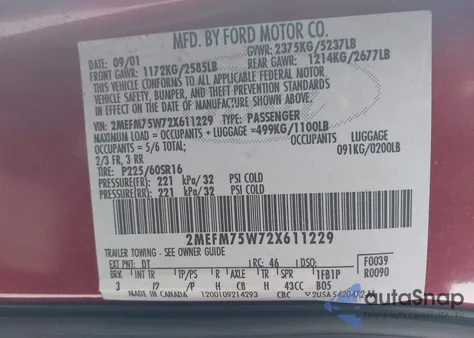 MFD. BY FORD MOTOR CO.
DATE: 09/01 GVWR: 2375KG/5237LB
FRONT GAWR: 1172KG/2585LB REAR GAWR: 1214KG/2677LB
THIS VEHICLE CONFORMS TO ALL APPLICABLE FEDERAL MOTOR
VEHICLE SAFETY, BUMPER, AND THEFT PREVENTION STANDARDS
IN EFFECT ON THE DATE OF MANUFACTURE SHOWN ABOVE.
VIN: 2MEFM75W72X611229 TYPE: PASSENGER
MAXIMUM LOAD = OCCUPANTS + LUGGAGE =499KG/1100LB
OCCUPANTS= 5/6 TOTAL; OCCUPANTS LUGGAGE
2/3 FR, 3 RR 091KG/0200LB
TIRE: P225/60SR16
PRESSURE(FR): 221 kPa/32 PSI COLD
PRESSURE(RR): 221 kPa/32 PSI COLD
2MEFM75W72X611229
TRAILER TOWING - SEE OWNER GUIDE
EXT PNT: DT RC: 46 F0039
BRK INT TR TP/PS R AXLE TR SPR 1FB1P R0090
3 /P H C8 H 43CC B05
MADE IN CANADA 1200109214293 CBC
autoSnap